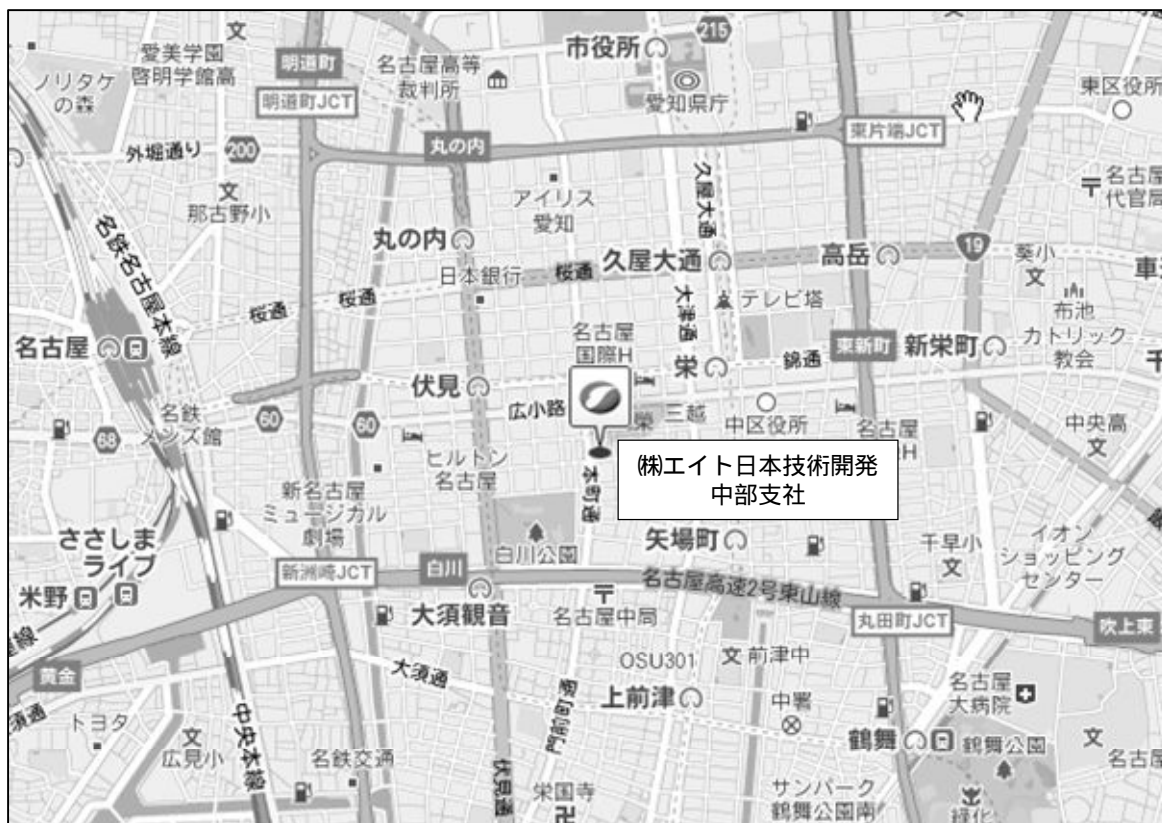 愛美学園
啓明学館高
ノリタケ
の森
明道町
明道町JCT
名古屋高等
裁判所
市役所
215
愛知県庁
東区役所
東片端JCT
外堀通り
200
丸の内
那古野小
アイリス
愛知
久屋大通
名古屋
代官局
名鉄名古屋本線
丸の内
日本銀行
桜通
久屋大通
高岳
19
葵小
桜通
桜通
大津通
テレビ塔
布池
カトリック
教会
名古屋
名古屋
国際H
栄
錦通
東新町
新栄町
伏見
広小路
栄
三越
中区役所
名古屋
H
名鉄
メンズ館
60
60
68
中央高
ヒルトン
名古屋
本町通
㈱エイト日本技術開発
中部支社
新名古屋
ミュージカル
劇場
白川公園
矢場町
千早小
イオン
ショッピング
センター
ささしま
ライブ
米野
新洲崎JCT
白川
大須観音
名古屋中局
名古屋高速2号東山線
丸田町JCT
吹上東
黄金
大須通
OSU301
前津中
上前津
中署
名古屋
大病院
須通
トヨタ
広見小
中央本線
名鉄交通
門前町通
伏見通
栄国寺
鶴舞
鶴舞公園
名古屋
サンパーク
鶴舞公園南
緑化